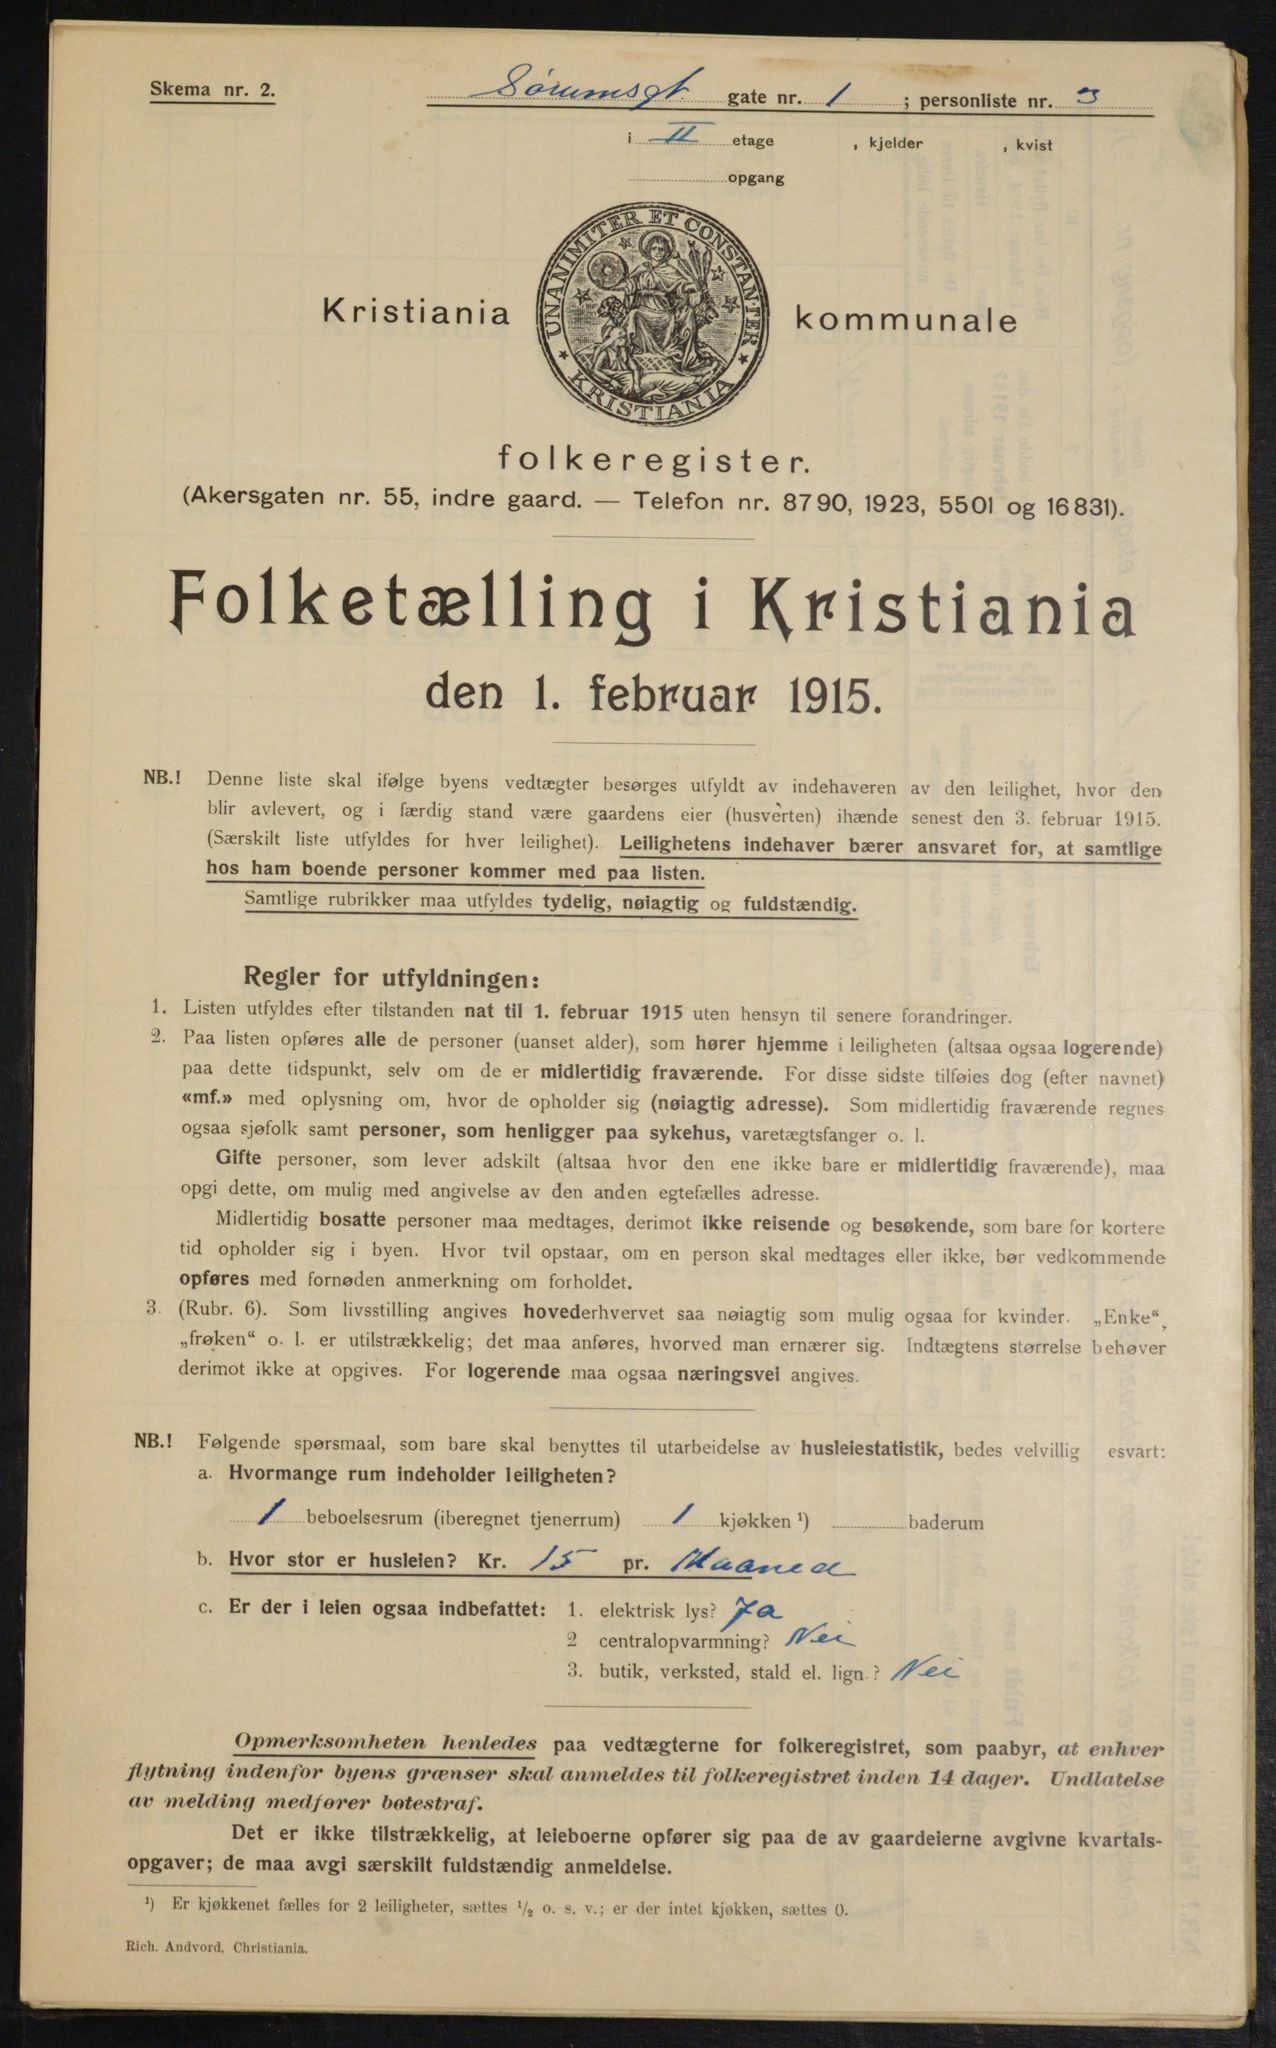 Skema nr. 2. Sørumsgt. gate nr. 1 ; personliste nr. 3
i II etage , kjelder , kvist
opgang
UNANIMITER ET CONSTANTER
KRISTIANIA
Kristiania kommunale
folkeregister.
(Akersgaten nr. 55, indre gaard. — Telefon nr. 8790, 1923, 5501 og 16831).
Folketælling i Kristiania
den 1. februar 1915.
NB.! Denne liste skal ifølge byens vedtægter besørges utfyldt av indehaveren av den leilighet, hvor den
blir avlevert, og i færdig stand være gaardens eier (husverten) ihænde senest den 3. februar 1915.
(Særskilt liste utfyldes for hver leilighet). Leilighetens indehaver bærer ansvaret for, at samtlige
hos ham boende personer kommer med paa listen.
Samtlige rubrikker maa utfyldes tydelig, nøiagtig og fuldstændig.
Regler for utfyldningen:
1. Listen utfyldes efter tilstanden nat til 1. februar 1915 uten hensyn til senere forandringer.
2. Paa listen opføres alle de personer (uanset alder), som hører hjemme i leiligheten (altsaa ogsaa logerende)
paa dette tidspunkt, selv om de er midlertidig fraværende. For disse sidste tilføies dog (efter navnet)
«mf.» med oplysning om, hvor de opholder sig (nøiagtig adresse). Som midlertidig fraværende regnes
ogsaa sjøfolk samt personer, som henligger paa sykehus, varetægtsfanger o. l.
Gifte personer, som lever adskilt (altsaa hvor den ene ikke bare er midlertidig fraværende), maa
opgi dette, om mulig med angivelse av den anden egtefælles adresse.
Midlertidig bosatte personer maa medtages, derimot ikke reisende og besøkende, som bare for kortere
tid opholder sig i byen. Hvor tvil opstaar, om en person skal medtages eller ikke, bør vedkommende
opføres med fornøden anmerkning om forholdet.
3. (Rubr. 6). Som livsstilling angives hovederhvervet saa nøiagtig som mulig ogsaa for kvinder. „Enke“,
„frøken“ o. l. er utilstrækkelig; det maa anføres, hvorved man ernærer sig. Indtægtens størrelse behøver
derimot ikke at opgives. For logerende maa ogsaa næringsvei angives.
NB.! Følgende spørsmaal, som bare skal benyttes til utarbeidelse av husleiestatistik, bedes velvillig esvart:
a. Hvormange rum indeholder leiligheten?
1 beboelsesrum (iberegnet tjenerrum) 1 kjøkken ¹) baderum
b. Hvor stor er husleien? Kr. 15 pr. Maaned
c. Er der i leien ogsaa indbefattet: 1. elektrisk lys? Ja
2 centralopvarmning? Nei
3. butik, verksted, stald el. lign.? Nei
Opmerksomheten henledes paa vedtægterne for folkeregistret, som paabyr, at enhver
flytning indenfor byens grænser skal anmeldes til folkeregistret inden 14 dager. Undlatelse
av melding medfører bøtestraf.
Det er ikke tilstrækkelig, at leieboerne opfører sig paa de av gaardeierne avgivne kvartals-
opgaver; de maa avgi særskilt fuldstændig anmeldelse.
¹) Er kjøkkenet fælles for 2 leiligheter, sættes ¹/₂ o. s. v.; er der intet kjøkken, sættes 0.
Rich. Andvord, Christiania.